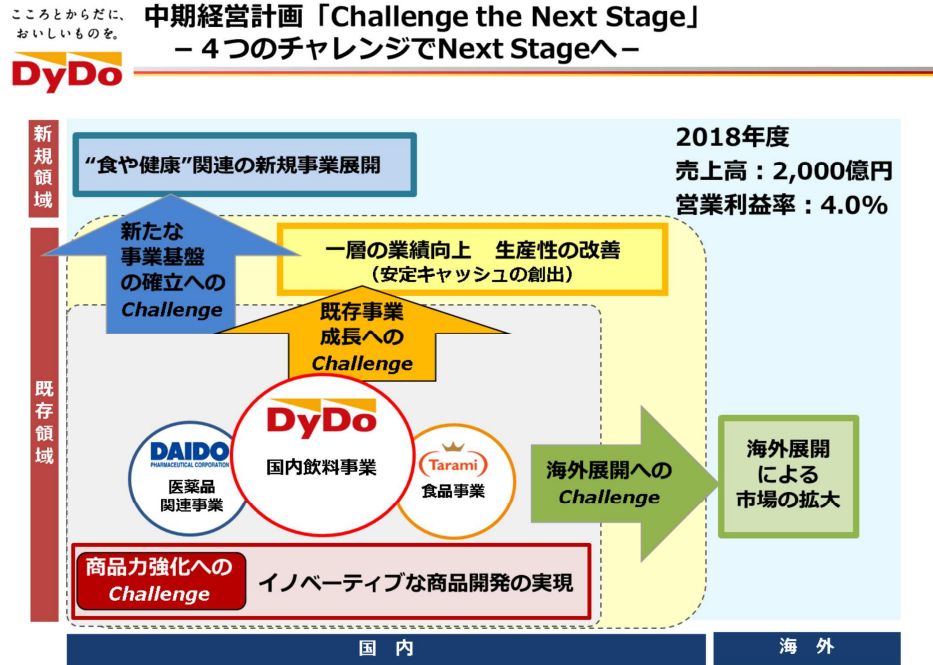 こころとからだに、
おいしいものを。
DyDo
中期経営計画「Challenge the Next Stage」
－４つのチャレンジでNext Stageへ－
新規領域
“食や健康”関連の新規事業展開
2018年度
売上高：2,000億円
営業利益率：4.0%
既存領域
新たな
事業基盤
の確立への
Challenge
一層の業績向上　生産性の改善
（安定キャッシュの創出）
既存事業
成長への
Challenge
DAIDO
PHARMACEUTICAL CORPORATION
医薬品
関連事業
DyDo
国内飲料事業
Tarami
食品事業
海外展開への
Challenge
海外展開
による
市場の拡大
商品力強化への
Challenge
イノベーティブな商品開発の実現
国　内
海　外